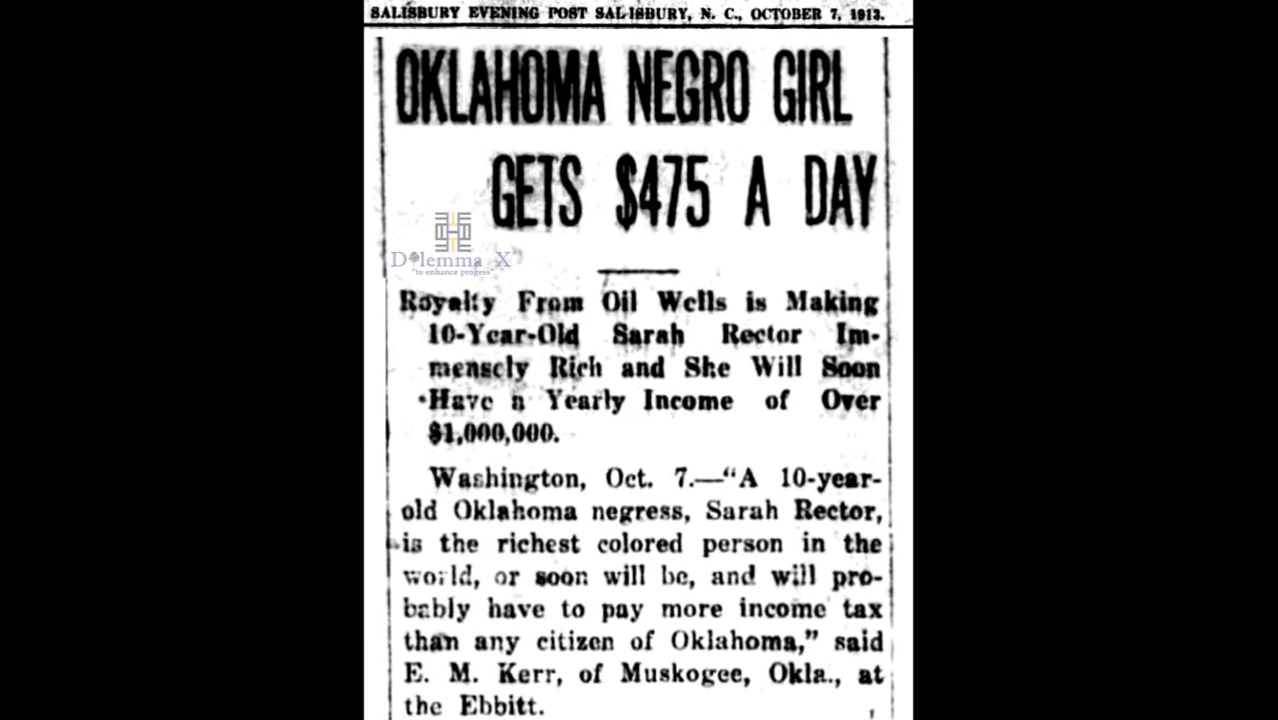 SALISBURY EVENING POST SALISBURY, N. C., OCTOBER 7, 1913.
OKLAHOMA NEGRO GIRL
GETS $475 A DAY
Dilemma X
"to enhance progess"
Royalty From Oil Wells is Making
10-Year-Old Sarah Rector Im-
mensely Rich and She Will Soon
Have a Yearly Income of Over
$1,000,000.
Washington, Oct. 7.—“A 10-year-
old Oklahoma negress, Sarah Rector,
is the richest colored person in the
world, or soon will be, and will pro-
bably have to pay more income tax
than any citizen of Oklahoma,” said
E. M. Kerr, of Muskogee, Okla., at
the Ebbitt.